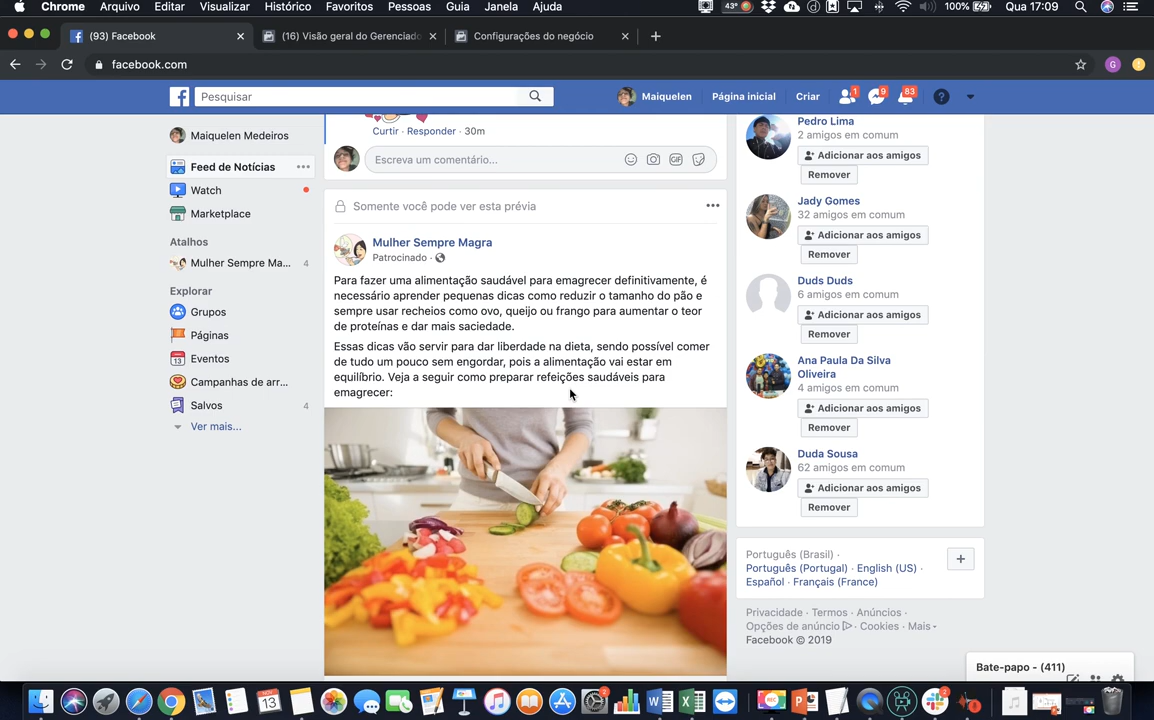 Chrome Arquivo Editar Visualizar Histórico Favoritos Pessoas Guia Janela Ajuda 43° 100% Qua 17:09
(93) Facebook (16) Visão geral do Gerenciado Configurações do negócio
facebook.com G
Pesquisar Maiquelen Página inicial Criar 1 9 83
Maiquelen Medeiros
Feed de Notícias
Watch
Marketplace
Atalhos
Mulher Sempre Ma... 4
Explorar
Grupos
Páginas
Eventos
Campanhas de arr...
Salvos 4
Ver mais...
Curtir · Responder · 30m
Escreva um comentário...
GIF
Somente você pode ver esta prévia
Mulher Sempre Magra
Patrocinado ·
Para fazer uma alimentação saudável para emagrecer definitivamente, é
necessário aprender pequenas dicas como reduzir o tamanho do pão e
sempre usar recheios como ovo, queijo ou frango para aumentar o teor
de proteínas e dar mais saciedade.
Essas dicas vão servir para dar liberdade na dieta, sendo possível comer
de tudo um pouco sem engordar, pois a alimentação vai estar em
equilíbrio. Veja a seguir como preparar refeições saudáveis para
emagrecer:
Pedro Lima
2 amigos em comum
Adicionar aos amigos
Remover
Jady Gomes
32 amigos em comum
Adicionar aos amigos
Remover
Duds Duds
6 amigos em comum
Adicionar aos amigos
Remover
Ana Paula Da Silva
Oliveira
4 amigos em comum
Adicionar aos amigos
Remover
Duda Sousa
62 amigos em comum
Adicionar aos amigos
Remover
Português (Brasil) ·
Português (Portugal) · English (US) ·
Español · Français (France)
Privacidade · Termos · Anúncios ·
Opções de anúncio · Cookies · Mais
Facebook © 2019
Bate-papo - (411)